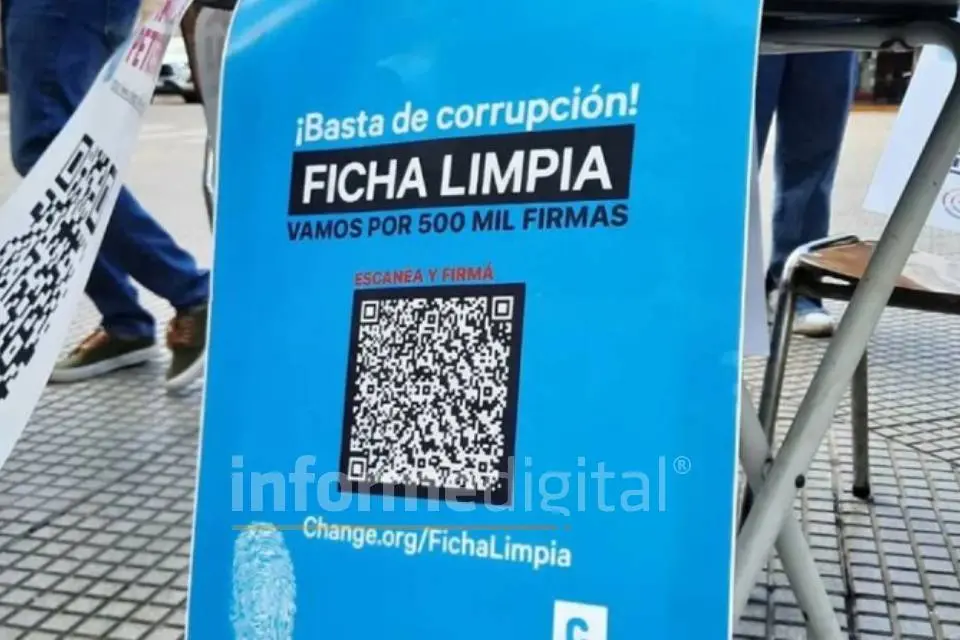 ¡Basta de corrupción!
FICHA LIMPIA
VAMOS POR 500 MIL FIRMAS
ESCANEA Y FIRMÁ
informedigital®
Change.org/FichaLimpia